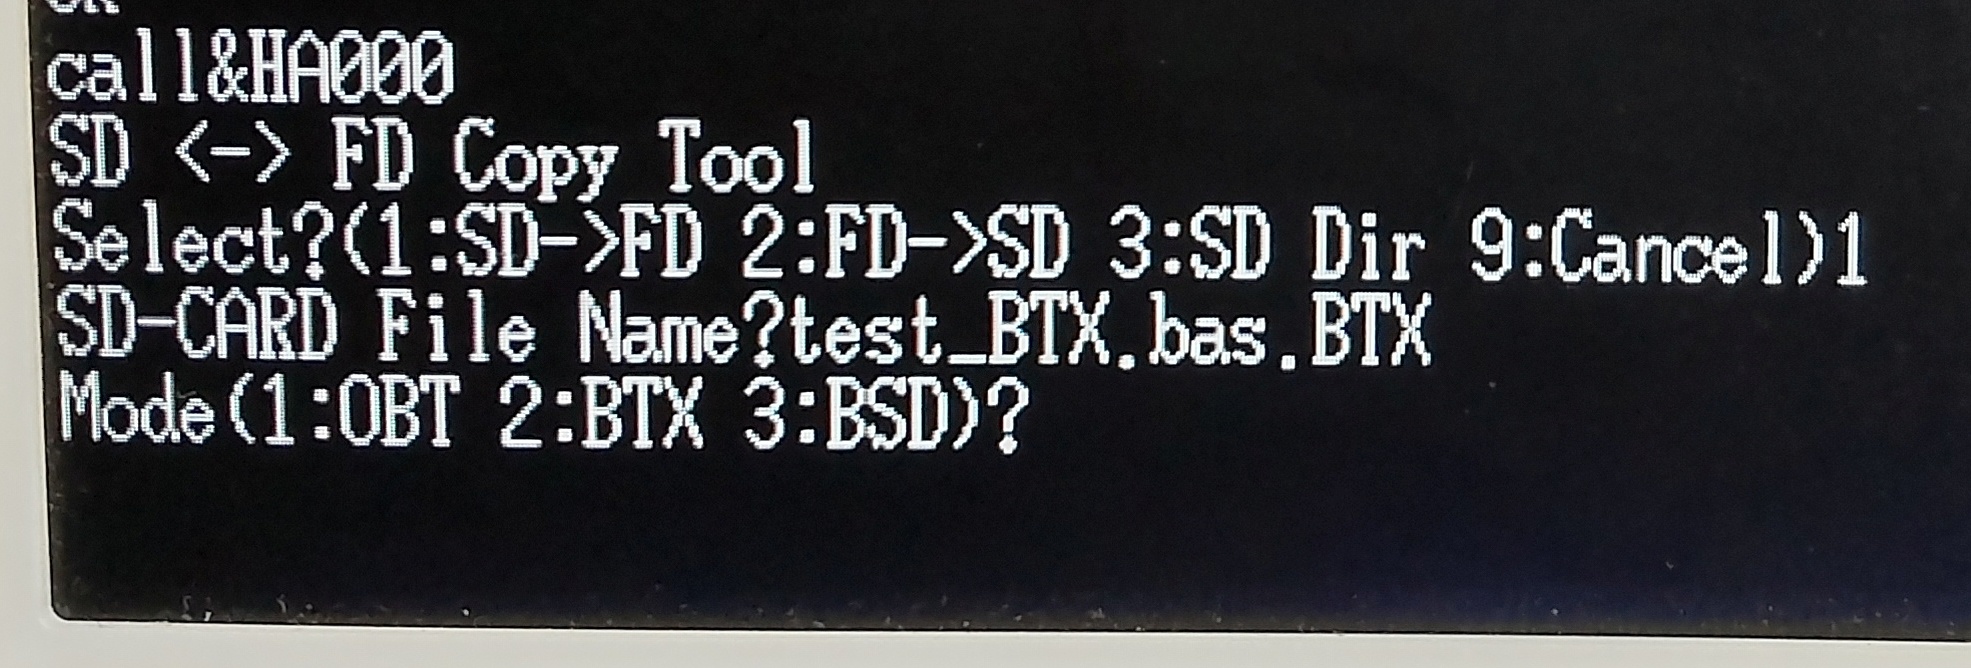 call&HA000
SD <-> FD Copy Tool
Select?(1:SD->FD 2:FD->SD 3:SD Dir 9:Cancel)1
SD-CARD File Name?test_BTX.bas.BTX
Mode(1:OBT 2:BTX 3:BSD)?